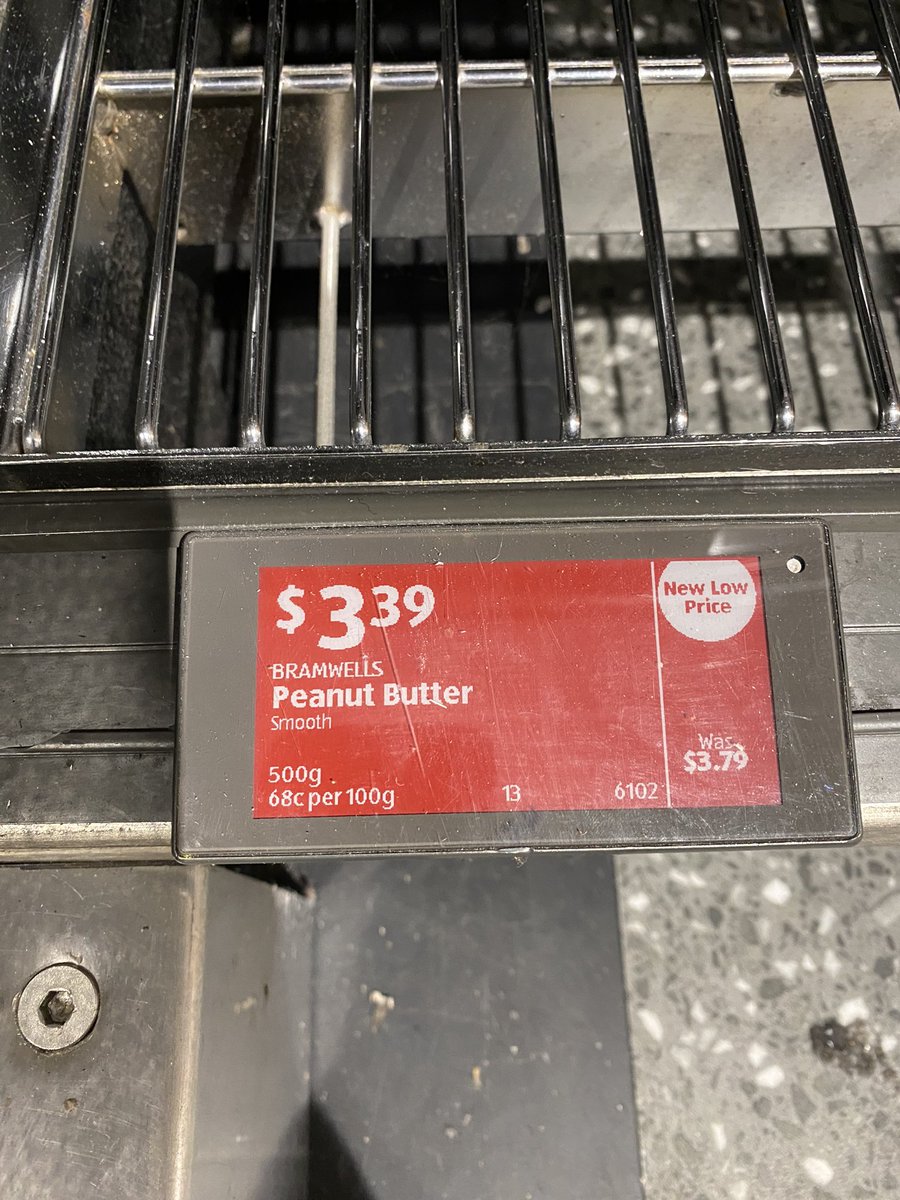 $3.39
BRAMWELLS
Peanut Butter
Smooth
500g
68c per 100g
13
6102
New Low
Price
Was
$3.79